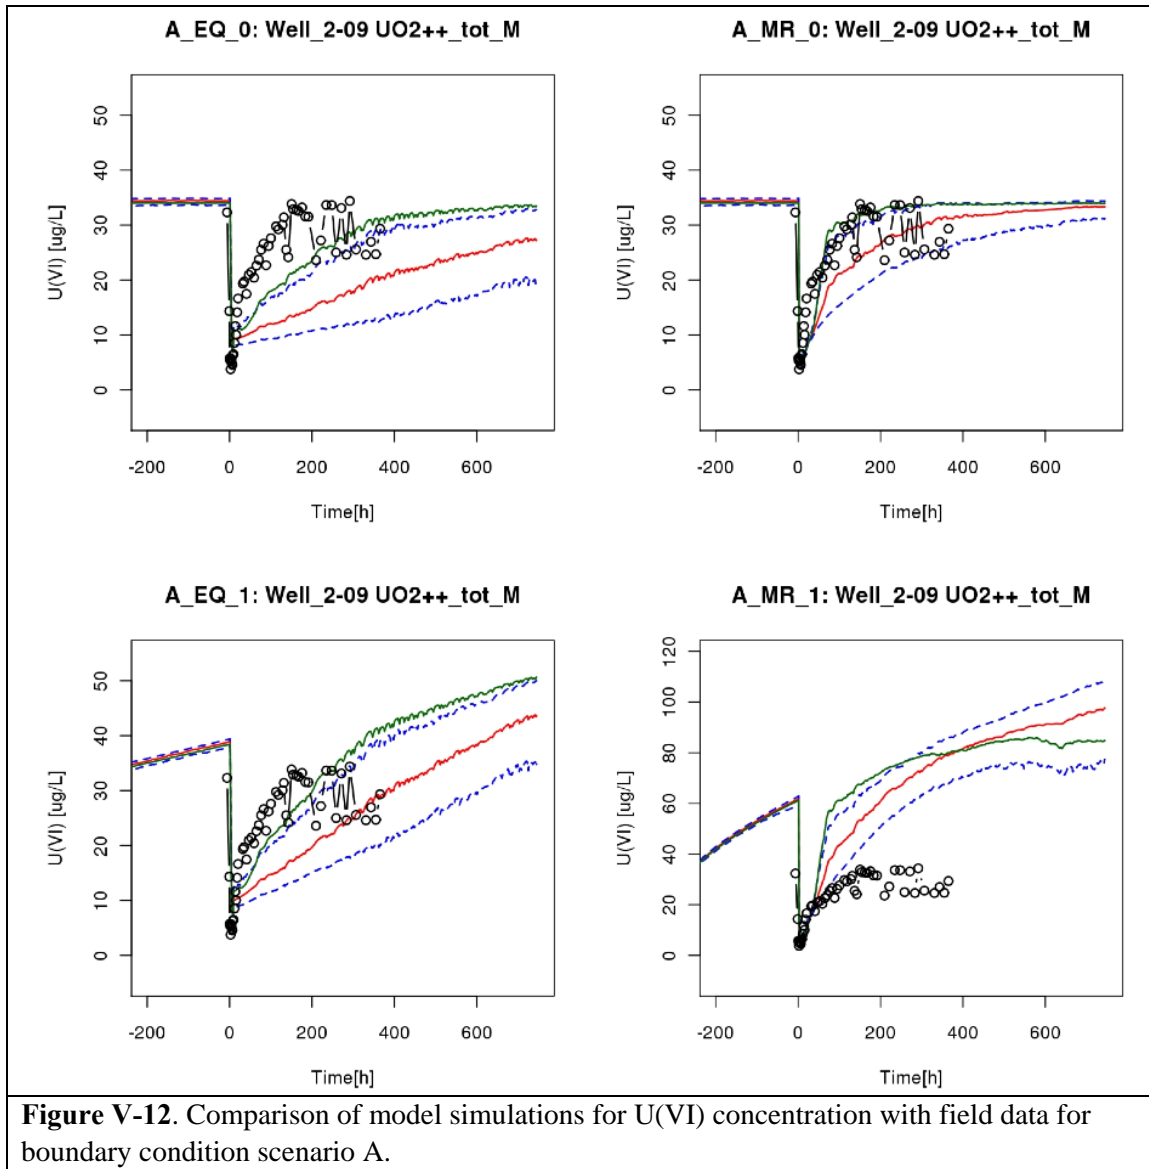 A_EQ_0: Well_2-09 UO2++_tot_M
A_MR_0: Well_2-09 UO2++_tot_M
50
40
30
20
10
0
U(VI) [ug/L]
-200 0 200 400 600
Time[h]
50
40
30
20
10
0
U(VI) [ug/L]
-200 0 200 400 600
Time[h]
A_EQ_1: Well_2-09 UO2++_tot_M
A_MR_1: Well_2-09 UO2++_tot_M
50
40
30
20
10
0
U(VI) [ug/L]
-200 0 200 400 600
Time[h]
120
100
80
60
40
20
0
U(VI) [ug/L]
-200 0 200 400 600
Time[h]
Figure V-12. Comparison of model simulations for U(VI) concentration with field data for
boundary condition scenario A.